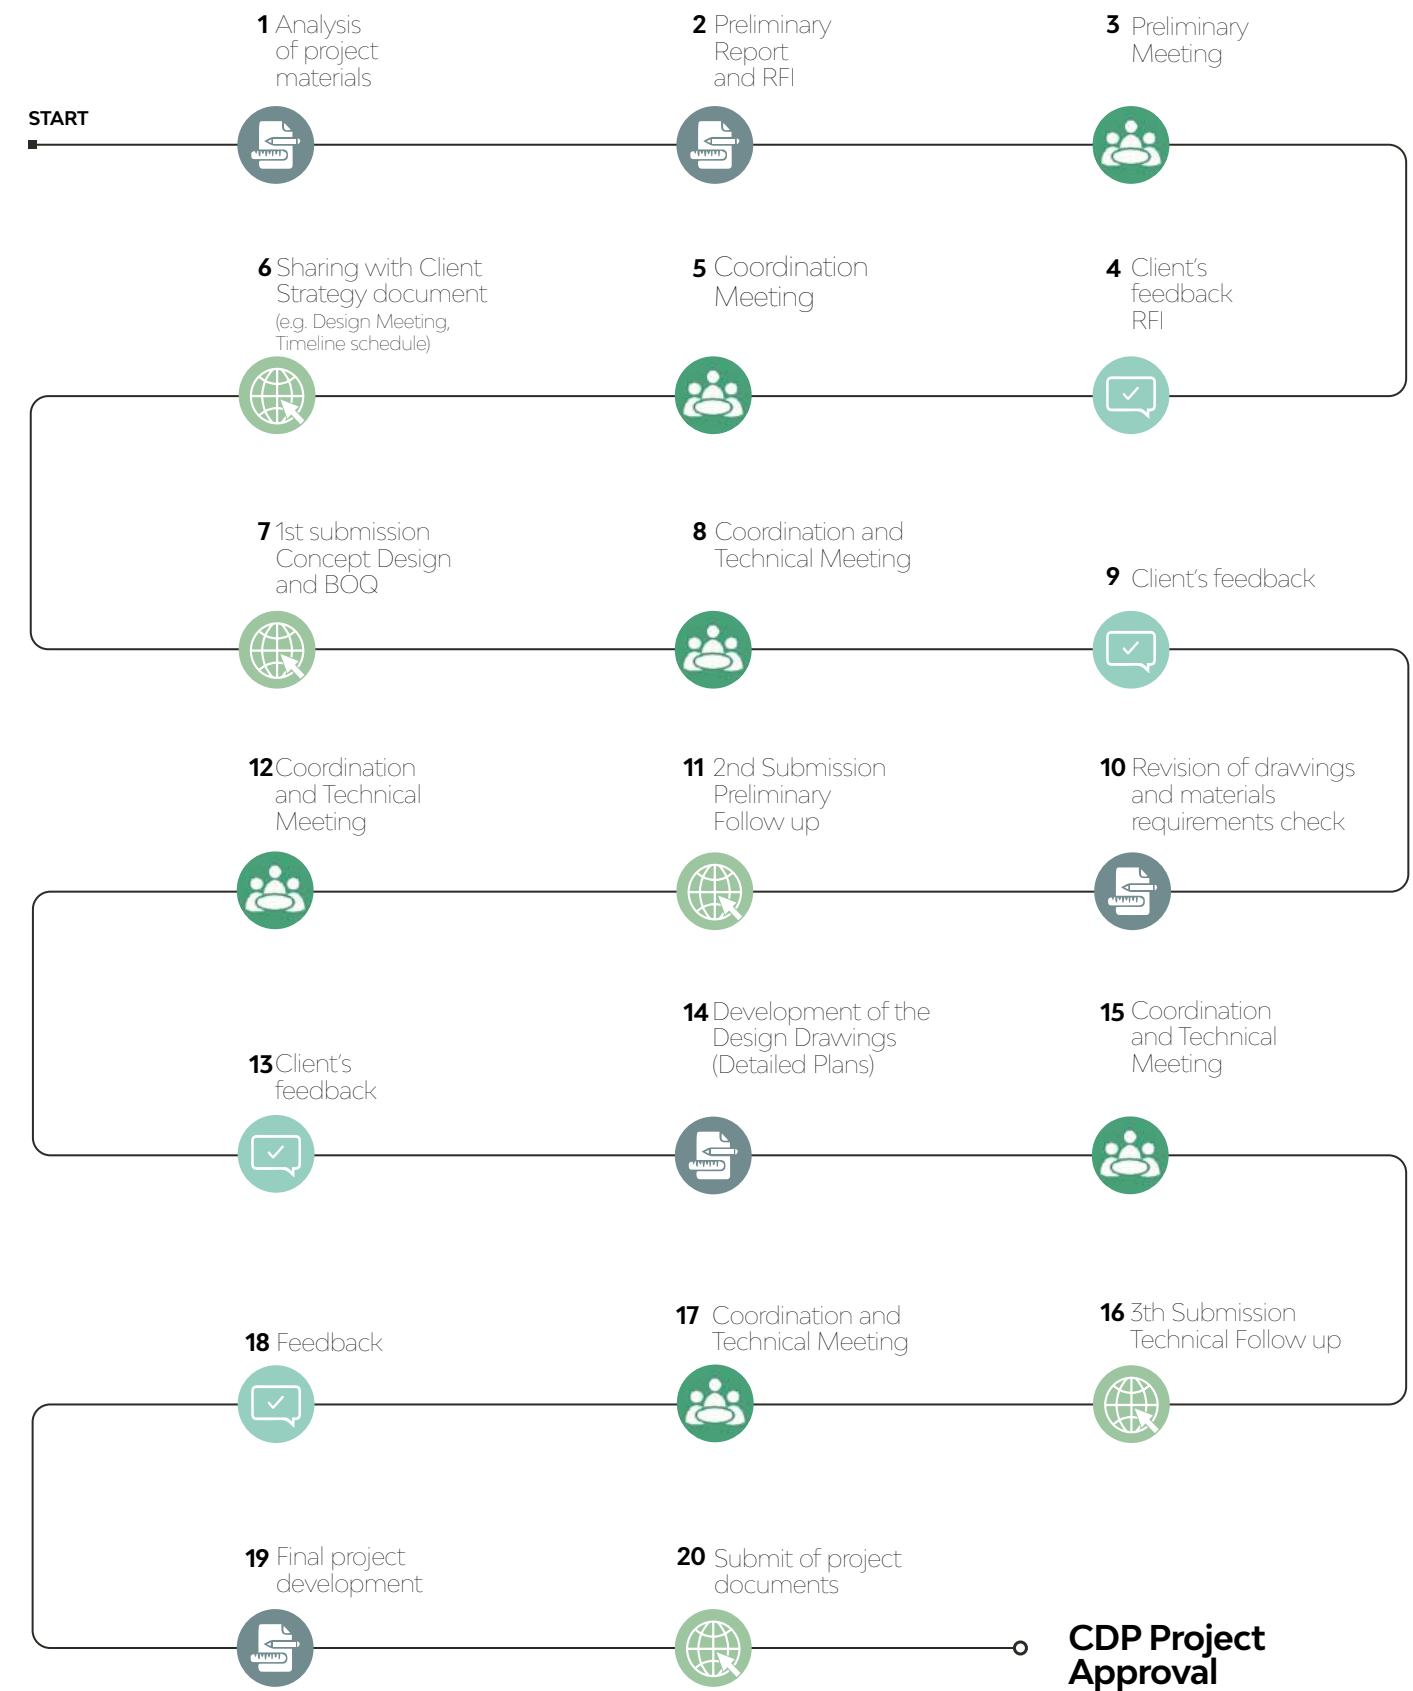 1 Analysis
of project
materials
2 Preliminary
Report
and RFI
3 Preliminary
Meeting
START
4 Client's
feedback
RFI
5 Coordination
Meeting
6 Sharing with Client
Strategy document
(e.g. Design Meeting,
Timeline schedule)
7 1st submission
Concept Design
and BOQ
8 Coordination and
Technical Meeting
9 Client's feedback
10 Revision of drawings
and materials
requirements check
11 2nd Submission
Preliminary
Follow up
12 Coordination
and Technical
Meeting
13 Client's
feedback
14 Development of the
Design Drawings
(Detailed Plans)
15 Coordination
and Technical
Meeting
16 3th Submission
Technical Follow up
17 Coordination and
Technical Meeting
18 Feedback
19 Final project
development
20 Submit of project
documents
CDP Project
Approval